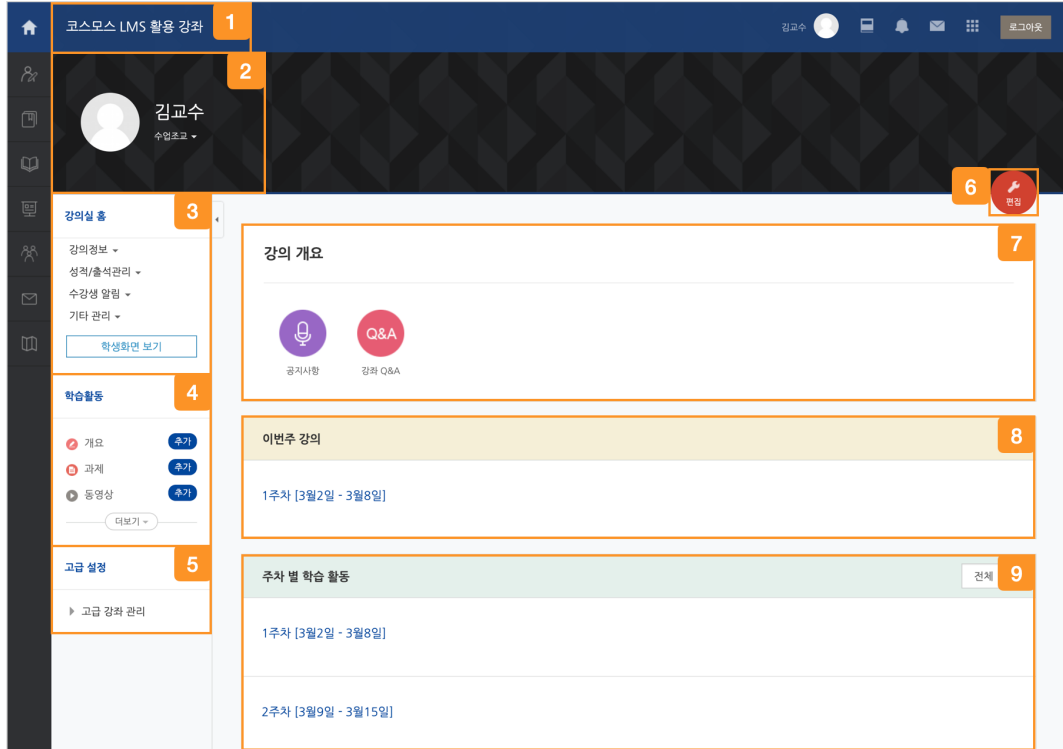 코스모스 LMS 활용 강좌 1
김교수
로그아웃
2
김교수
수업조교
6
편집
강의실 홈 3
강의정보
성적/출석관리
수강생 알림
기타 관리
학생화면 보기
학습활동 4
개요 추가
과제 추가
동영상 추가
더보기
고급 설정 5
고급 강좌 관리
강의 개요 7
Q&A
공지사항 강좌 Q&A
이번주 강의 8
1주차 [3월2일 - 3월8일]
주차 별 학습 활동 전체 9
1주차 [3월2일 - 3월8일]
2주차 [3월9일 - 3월15일]